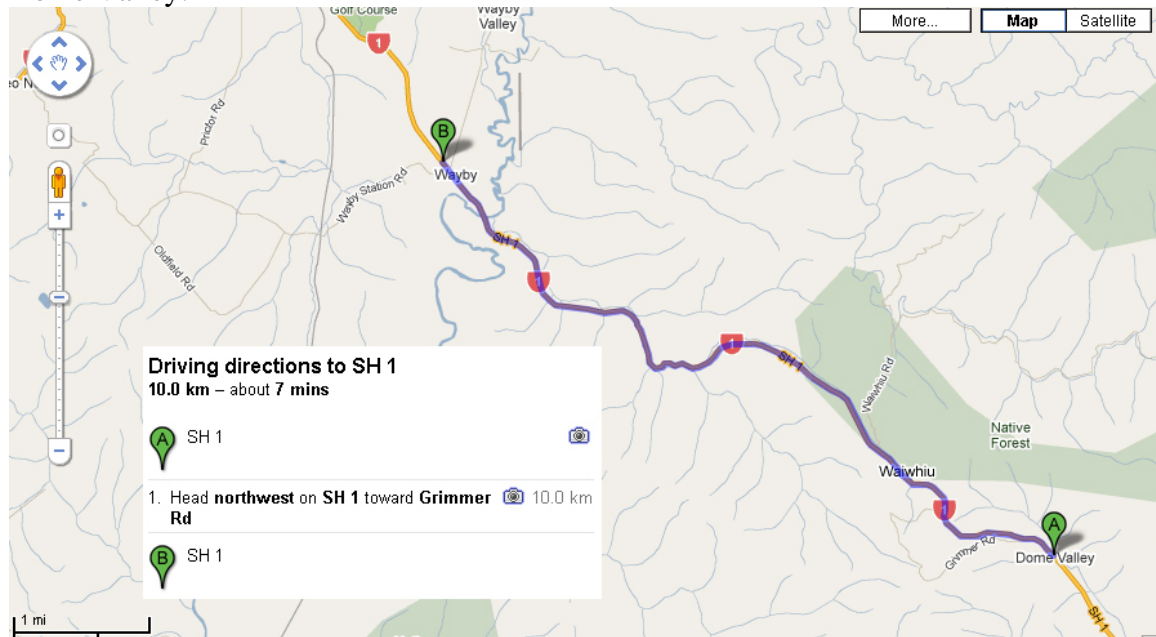 Golf Course
Wayby
Valley
More...
Map
Satellite
1
B
Prictor Rd
Wayby
Wayby Station Rd
SH 1
Oldfield Rd
1
1
SH 1
Waiwhiu Rd
Native
Forest
Waiwhiu
1
A
Grimmer Rd
Dome Valley
SH 1
Driving directions to SH 1
10.0 km – about 7 mins
A SH 1
1. Head northwest on SH 1 toward Grimmer 10.0 km
Rd
B SH 1
1 mi